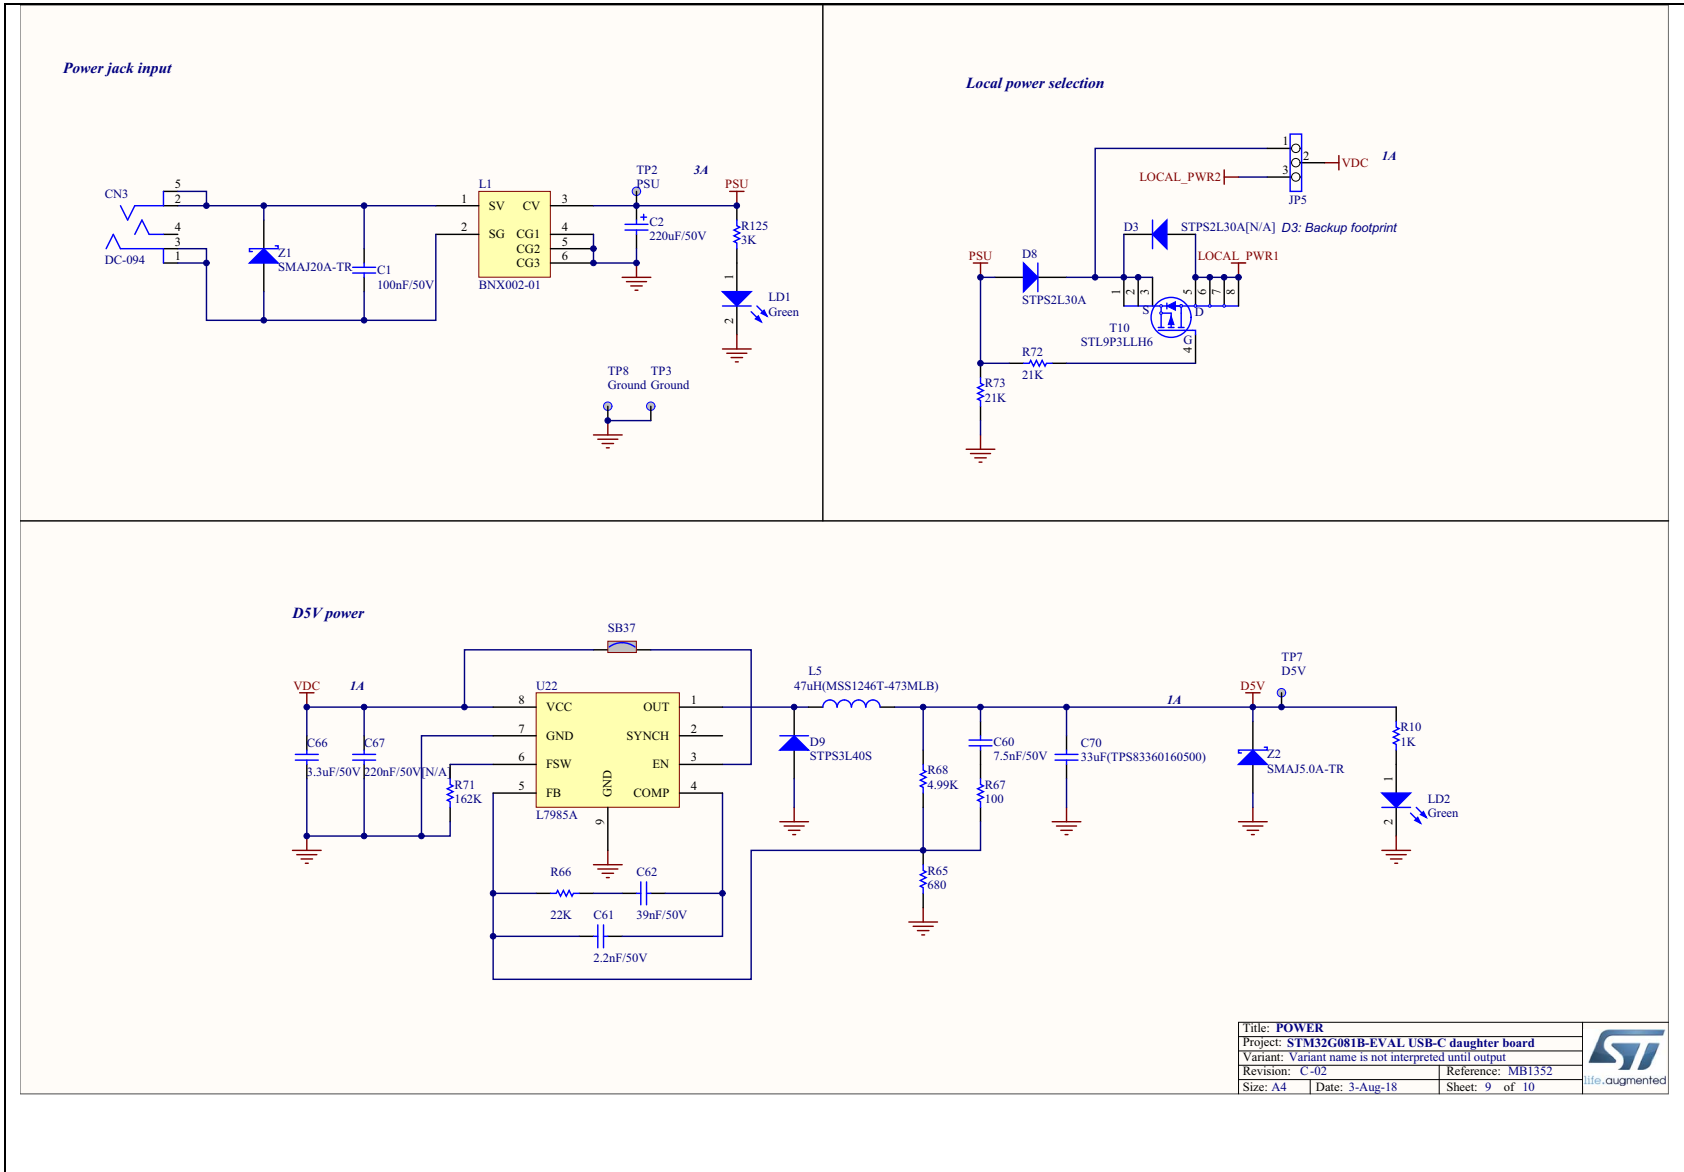 Power jack input
CN3
5
2
4
3
1
DC-094
Z1
SMAJ20A-TR
C1
100nF/50V
L1
1
SV
CV
3
2
SG
CG1
4
CG2
5
CG3
6
BNX002-01
TP2
PSU
3A
PSU
+
C2
220uF/50V
R125
3K
1
LD1
Green
2
TP8
Ground
TP3
Ground
Local power selection
1
2
3
VDC
1A
LOCAL_PWR2
JP5
D3
STPS2L30A[N/A]
D3: Backup footprint
PSU
D8
STPS2L30A
LOCAL_PWR1
1
2
3
5
6
7
8
S
D
T10
STL9P3LLH6
G
4
R72
21K
R73
21K
D5V power
SB37
VDC
1A
U22
8
VCC
OUT
1
7
GND
SYNCH
2
6
FSW
EN
3
5
FB
GND
COMP
4
L7985A
9
C66
3.3uF/50V
C67
220nF/50V[N/A]
R71
162K
R66
22K
C62
39nF/50V
C61
2.2nF/50V
L5
47uH(MSS1246T-473MLB)
D9
STPS3L40S
R68
4.99K
C60
7.5nF/50V
R67
100
R65
680
C70
33uF(TPS83360160500)
1A
D5V
TP7
D5V
Z2
SMAJ5.0A-TR
R10
1K
1
LD2
Green
2
Title: POWER
Project: STM32G081B-EVAL USB-C daughter board
Variant: Variant name is not interpreted until output
Revision: C-02 Reference: MB1352
Size: A4 Date: 3-Aug-18 Sheet: 9 of 10
ST
life.augmented